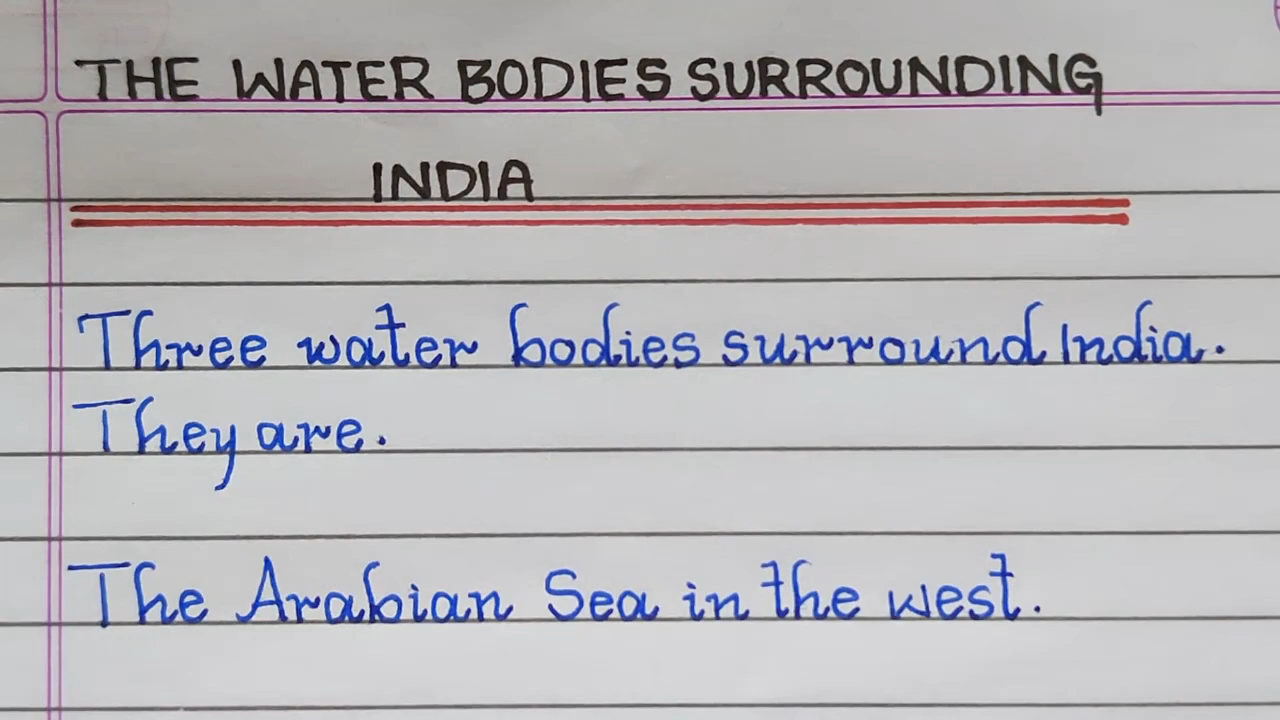 THE WATER BODIES SURROUNDING
INDIA
Three water bodies surround India.
They are.
The Arabian Sea in the west.